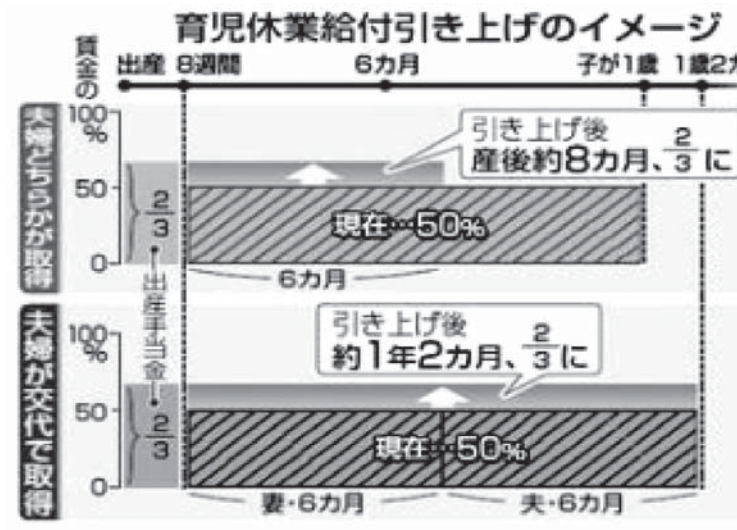 育児休業給付引き上げのイメージ
賃金の
出産 8週間 6カ月 子が1歳 1歳2カ
夫婦どちらかが取得
100
%
50
0
2/3
引き上げ後
産後約8カ月、2/3に
現在…50%
6カ月
出産手当金
夫婦が交代で取得
100
%
50
0
2/3
引き上げ後
約1年2カ月、2/3に
現在…50%
妻・6カ月 夫・6カ月